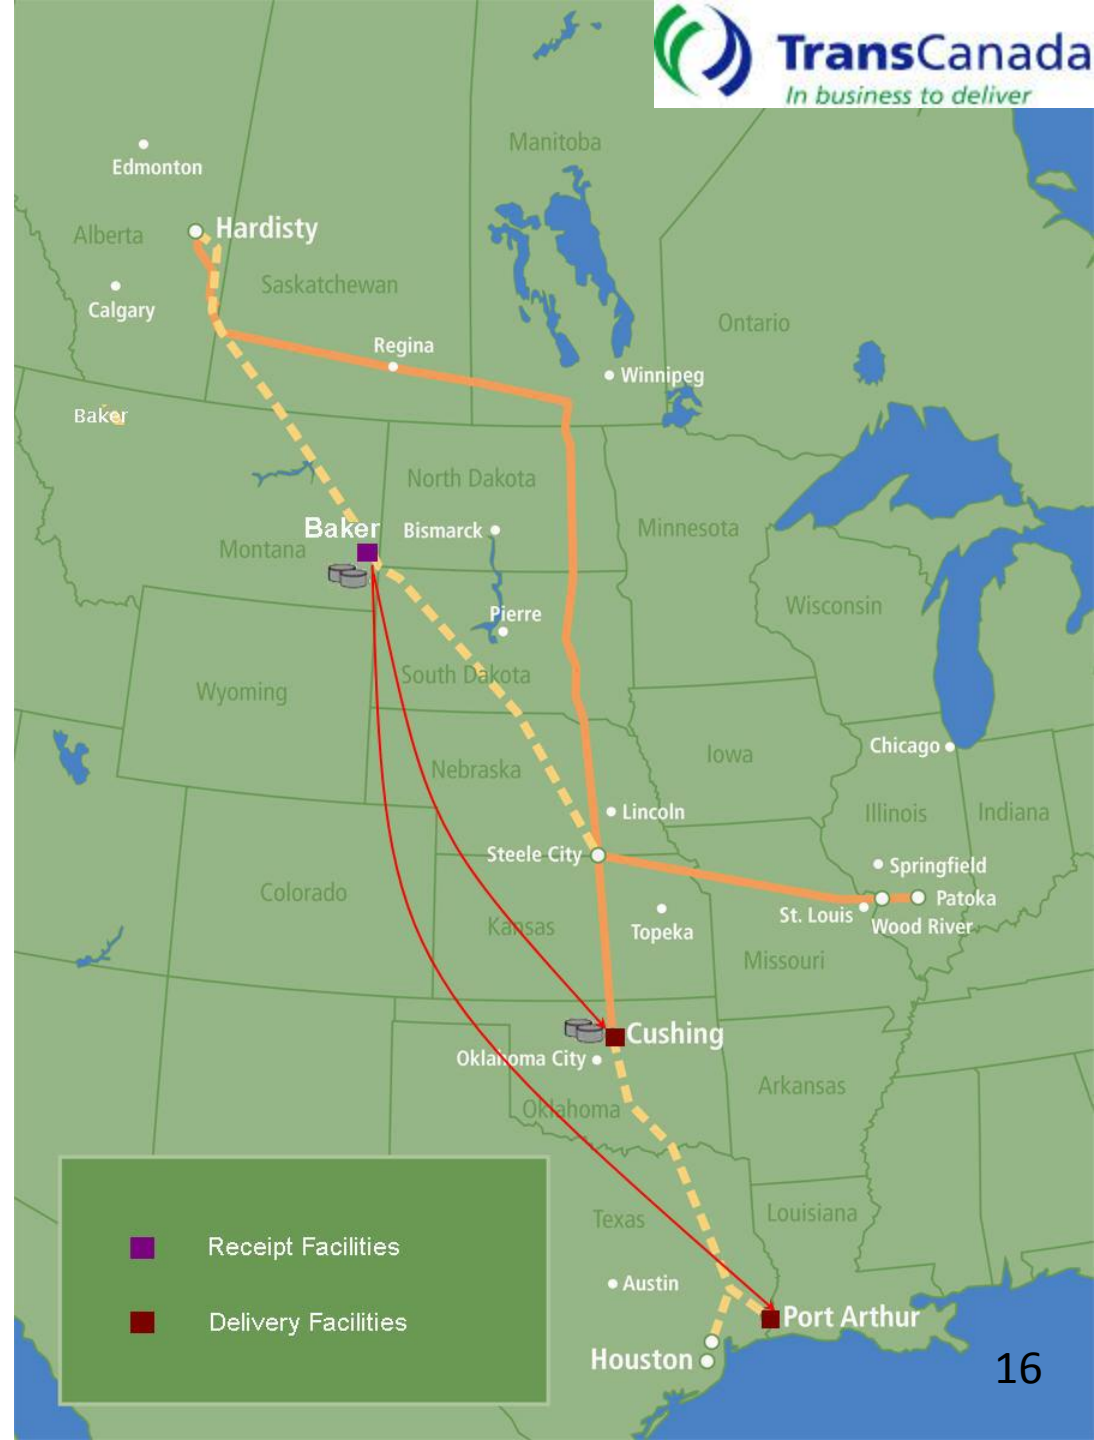 TransCanada
In business to deliver
Manitoba
Edmonton
Hardisty
Alberta
Saskatchewan
Calgary
Ontario
Regina
Winnipeg
Baker
North Dakota
Baker
Bismarck
Minnesota
Montana
Wisconsin
Pierre
South Dakota
Wyoming
Chicago
Iowa
Nebraska
Lincoln
Illinois
Indiana
Steele City
Springfield
Colorado
Patoka
St. Louis
Wood River
Kansas
Topeka
Missouri
Cushing
Oklahoma City
Arkansas
Oklahoma
Louisiana
Texas
Receipt Facilities
Austin
Port Arthur
Delivery Facilities
Houston
16